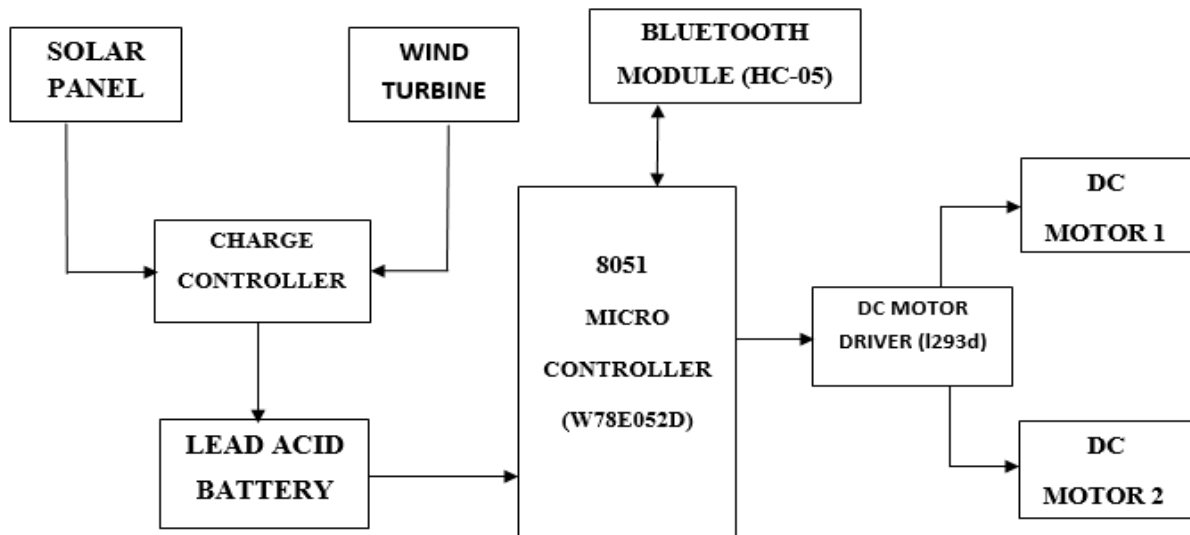 SOLAR
PANEL
WIND
TURBINE
BLUETOOTH
MODULE (HC-05)
CHARGE
CONTROLLER
LEAD ACID
BATTERY
8051
MICRO
CONTROLLER
(W78E052D)
DC MOTOR
DRIVER (l293d)
DC
MOTOR 1
DC
MOTOR 2